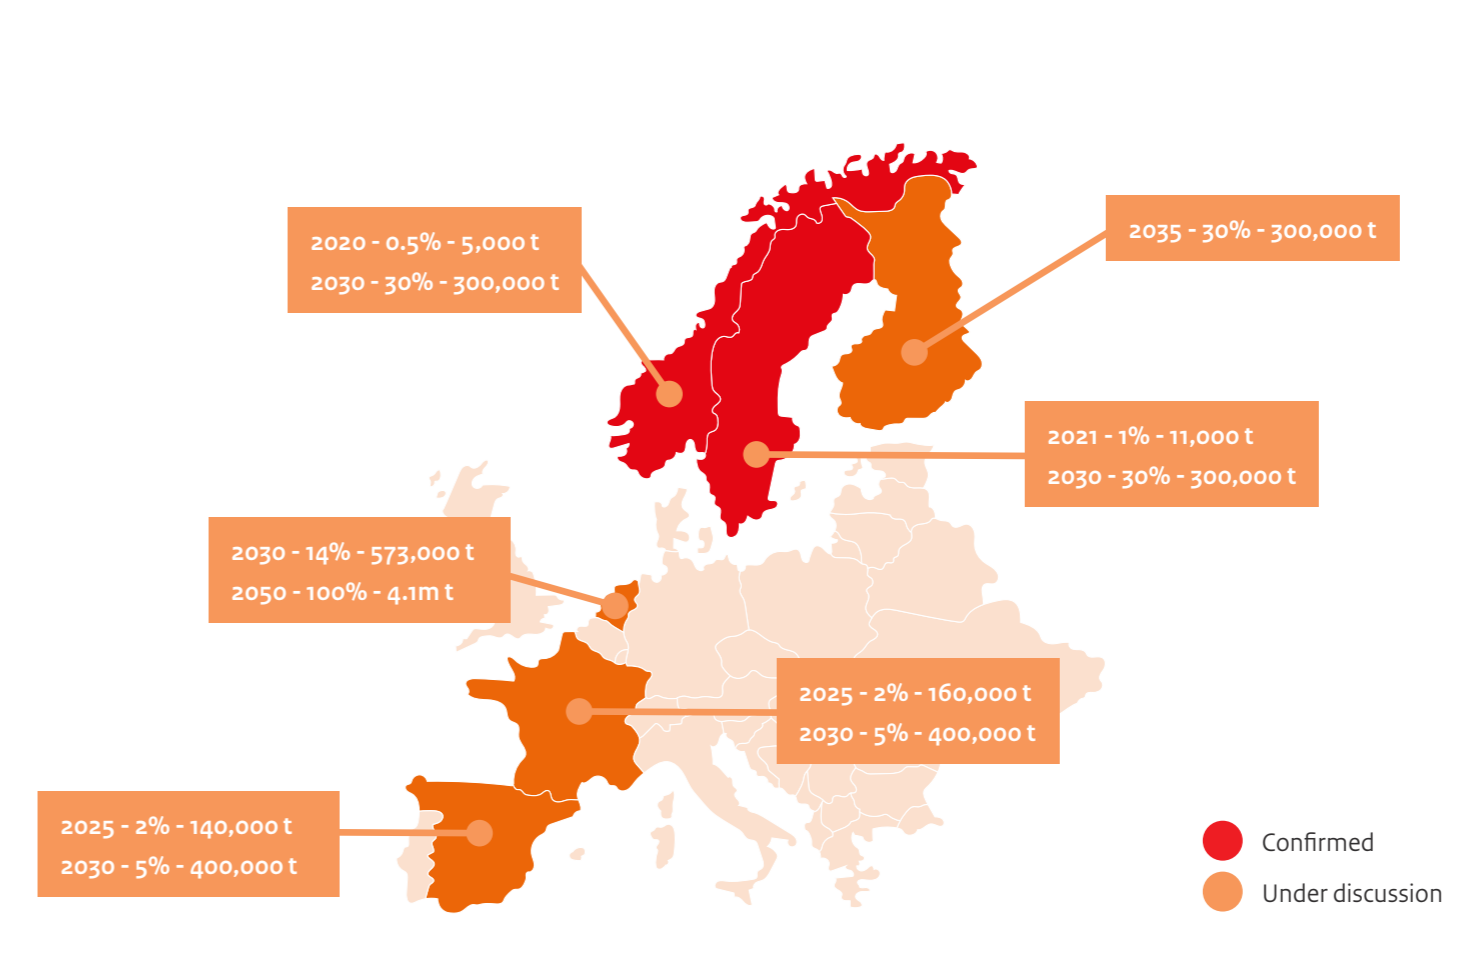 2020 - 0.5% - 5,000 t
2030 - 30% - 300,000 t
2035 - 30% - 300,000 t
2021 - 1% - 11,000 t
2030 - 30% - 300,000 t
2030 - 14% - 573,000 t
2050 - 100% - 4.1m t
2025 - 2% - 160,000 t
2030 - 5% - 400,000 t
2025 - 2% - 140,000 t
2030 - 5% - 400,000 t
Confirmed
Under discussion